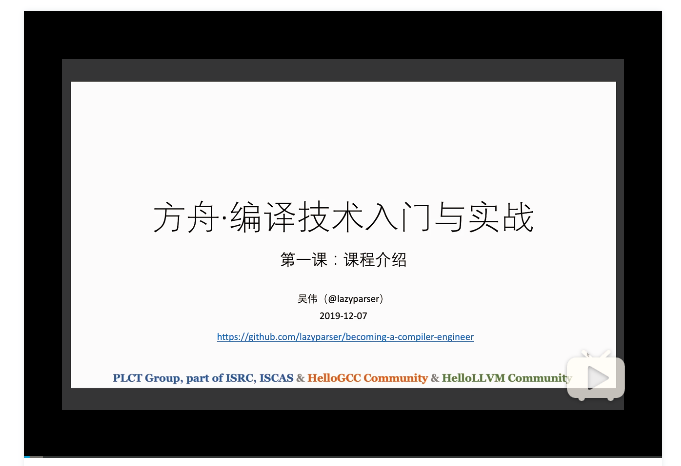 方舟·编译技术入门与实战
第一课：课程介绍
吴伟（@lazyparser）
2019-12-07
https://github.com/lazyparser/becoming-a-compiler-engineer
PLCT Group, part of ISRC, ISCAS & HelloGCC Community & HelloLLVM Community